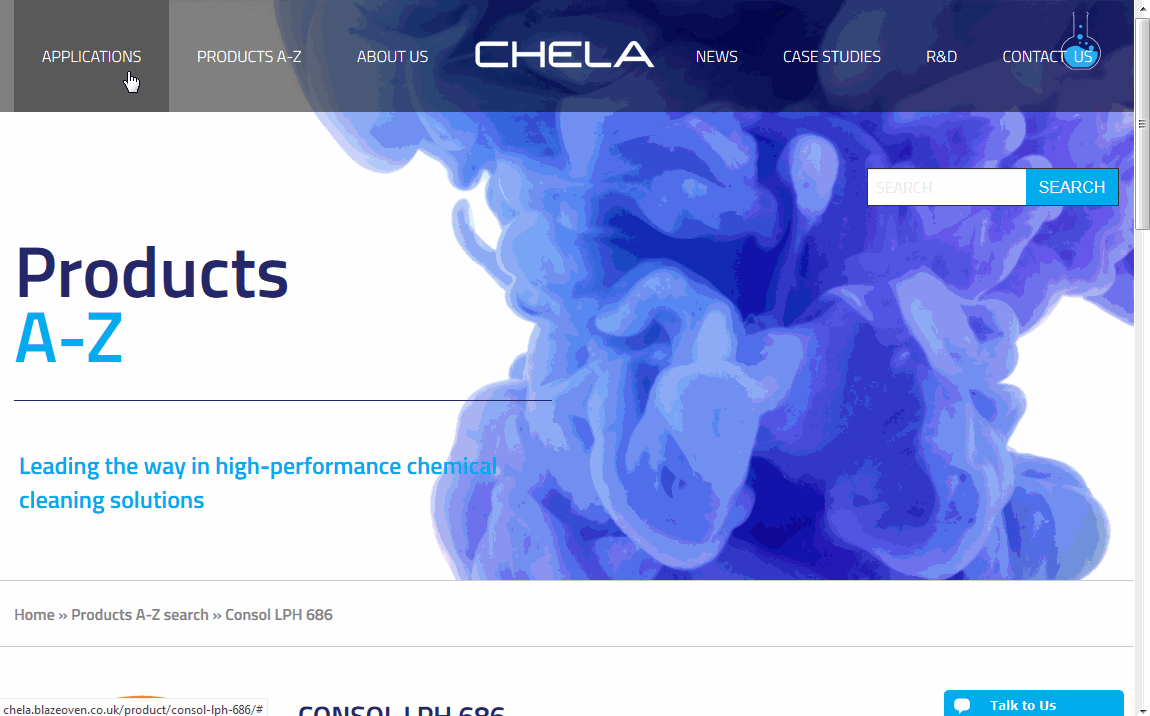 APPLICATIONS PRODUCTS A-Z ABOUT US CHELA NEWS CASE STUDIES R&D CONTACT US
SEARCH SEARCH
Products
A-Z
Leading the way in high-performance chemical
cleaning solutions
Home » Products A-Z search » Consol LPH 686
CONSOL LPH 686
Talk to Us
chela.blazeoven.co.uk/product/consol-lph-686/#